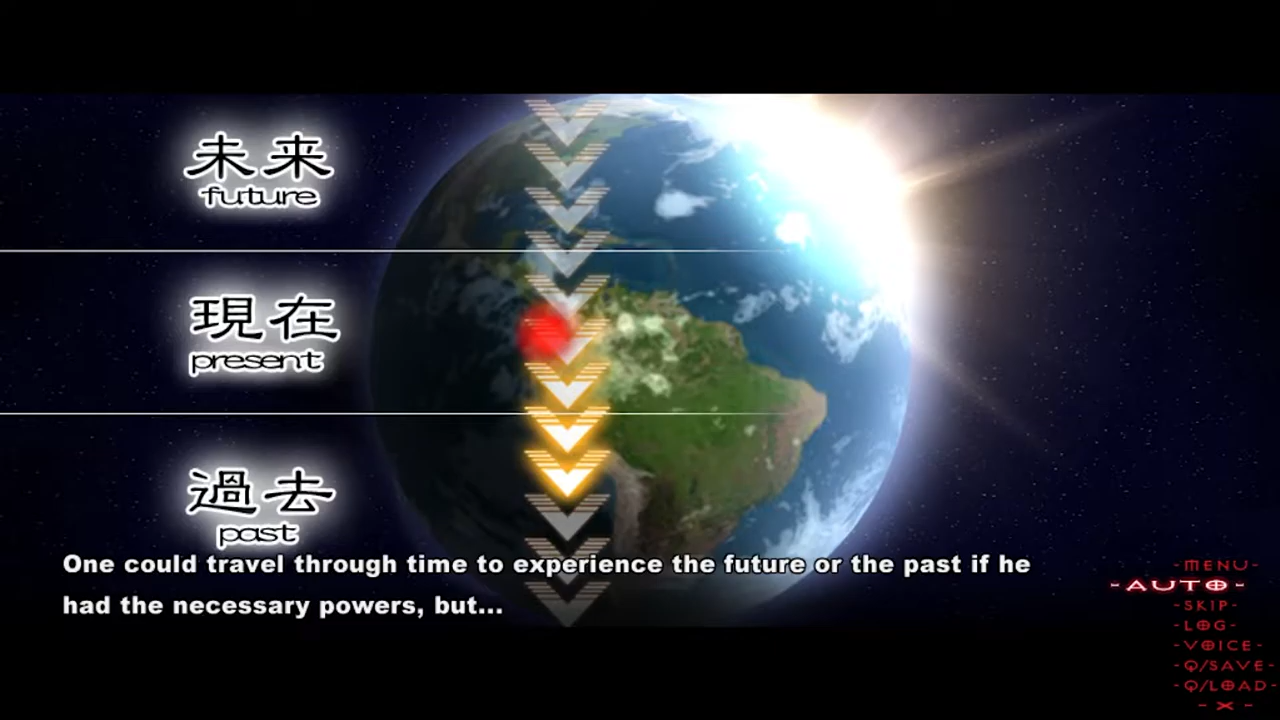 未来
future
現在
present
過去
past
One could travel through time to experience the future or the past if he
had the necessary powers, but...
-MENU-
-AUTO-
-SKIP-
-LOG-
-VOICE-
-Q/SAVE-
-Q/LOAD-
-X-